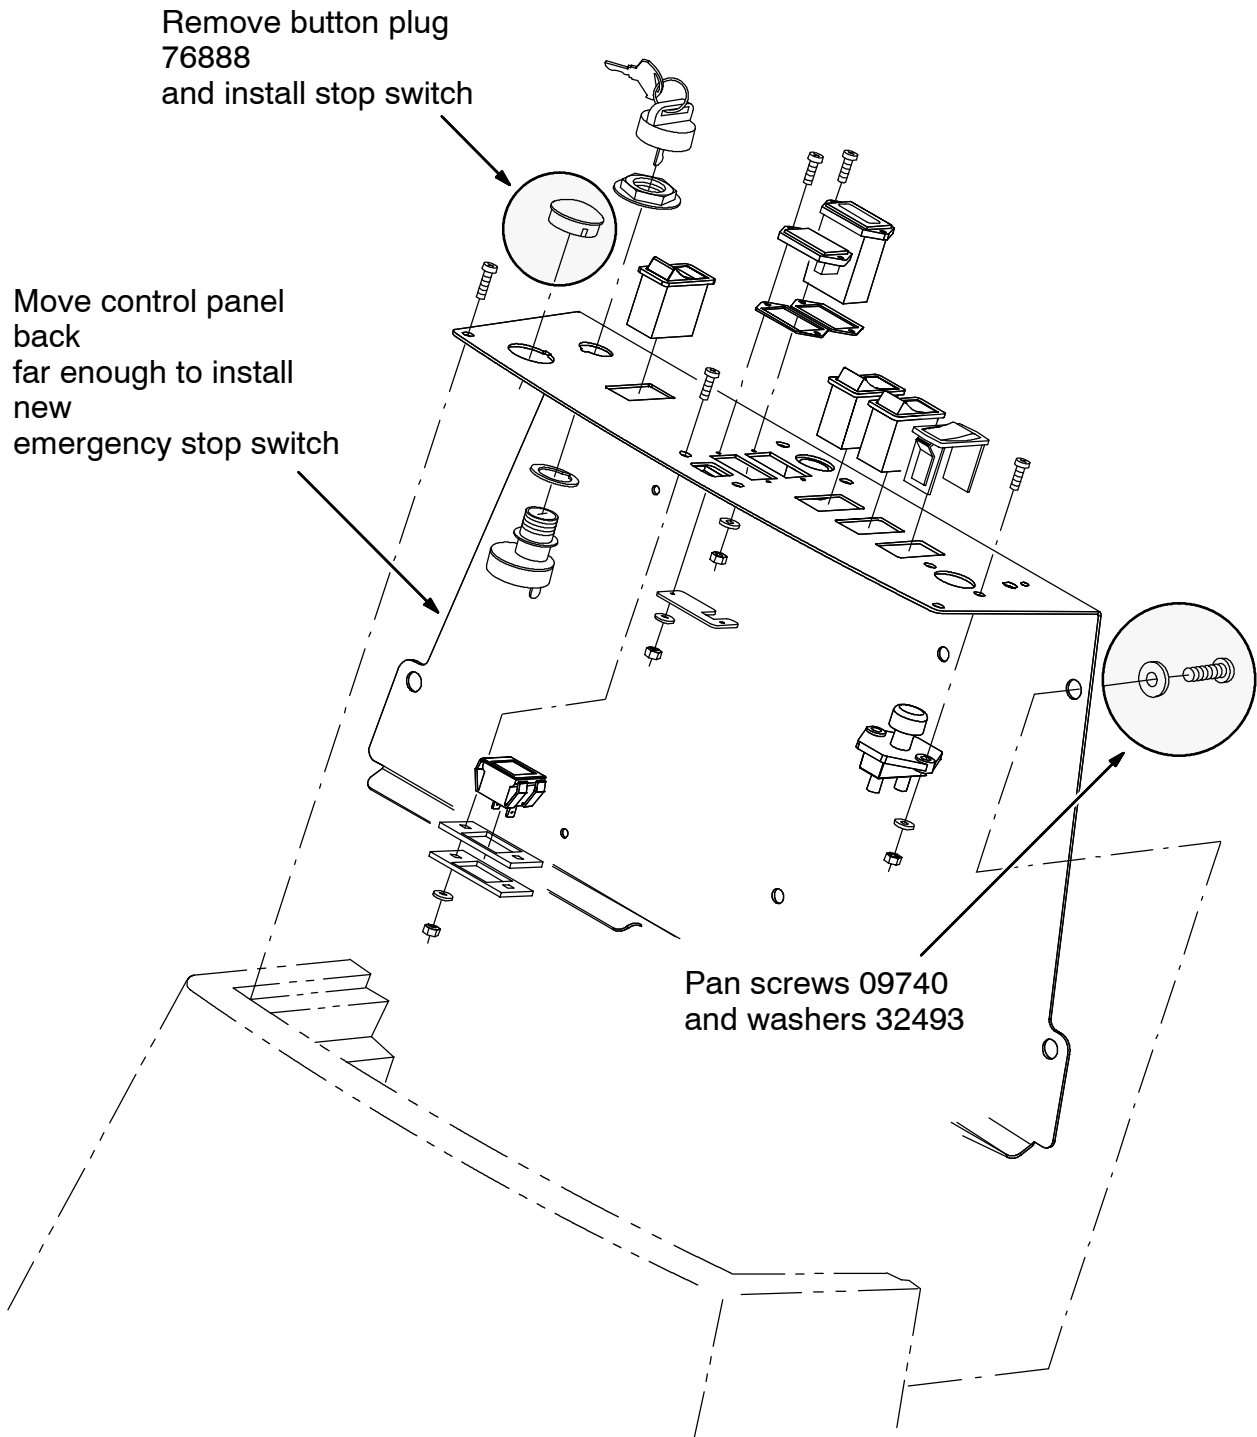 Remove button plug
76888
and install stop switch
Move control panel
back
far enough to install
new
emergency stop switch
Pan screws 09740
and washers 32493